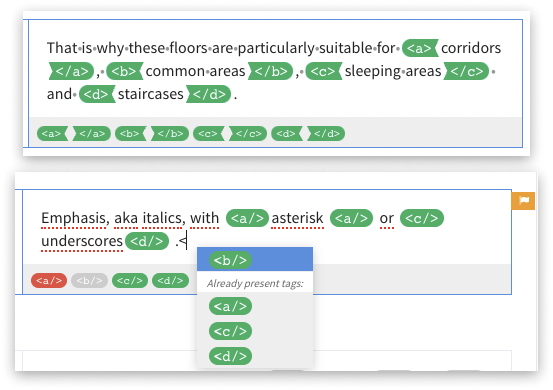 That·is·why·these·floors·are·particularly·suitable·for·<a>corridors
</a>,·<b>common·areas</b>,·<c>sleeping·areas</c>·
and·<d>staircases</d>.
<a> </a> <b> </b> <c> </c> <d> </d>
Emphasis, aka italics, with <a/>asterisk <a/> or <c/>
underscores<d/> .<
<b/>
<a/> <b/> <c/> <d/>
Already present tags:
<a/>
<c/>
<d/>